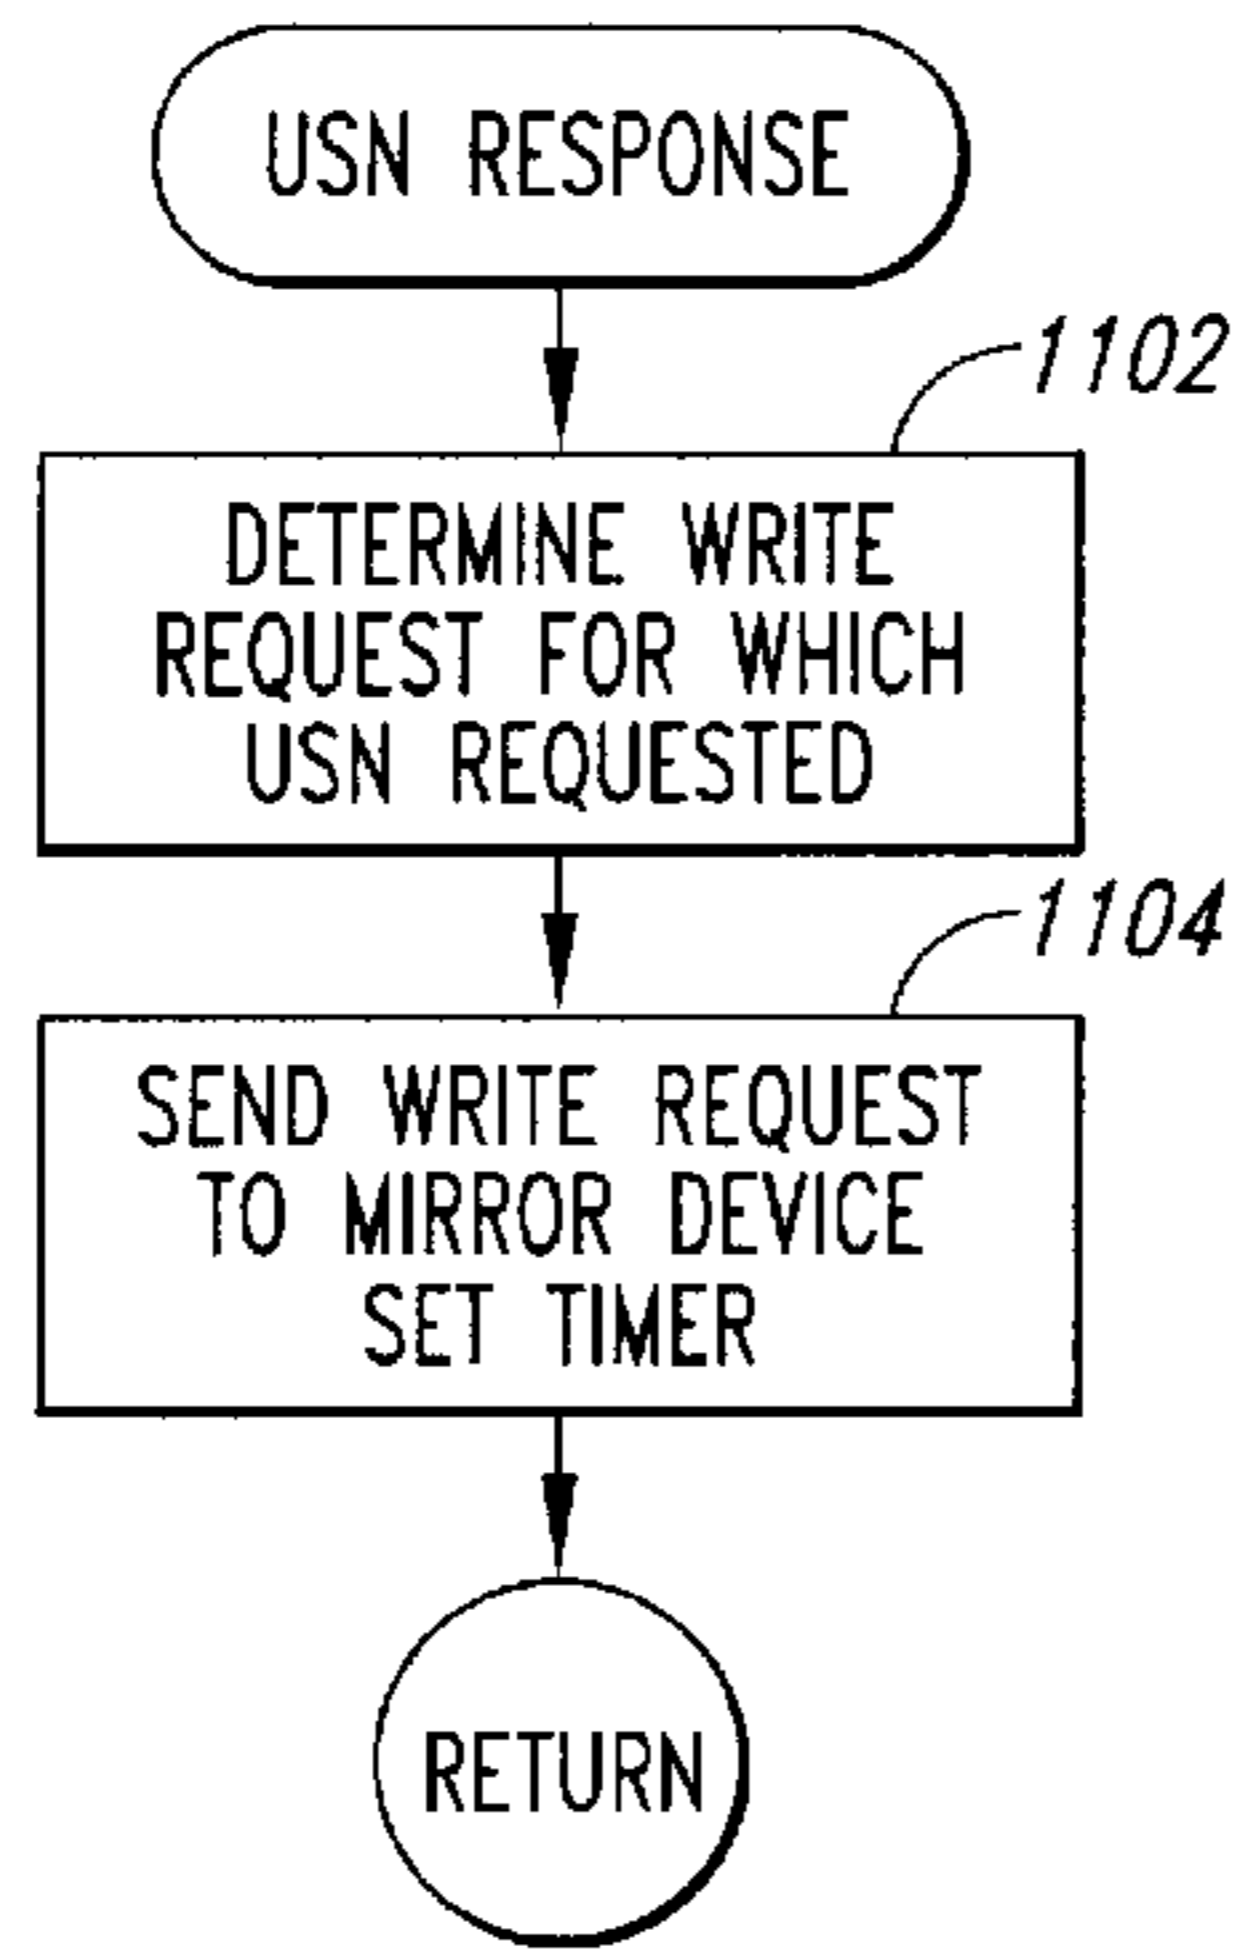 USN RESPONSE
1102
DETERMINE WRITE
REQUEST FOR WHICH
USN REQUESTED
1104
SEND WRITE REQUEST
TO MIRROR DEVICE
SET TIMER
RETURN